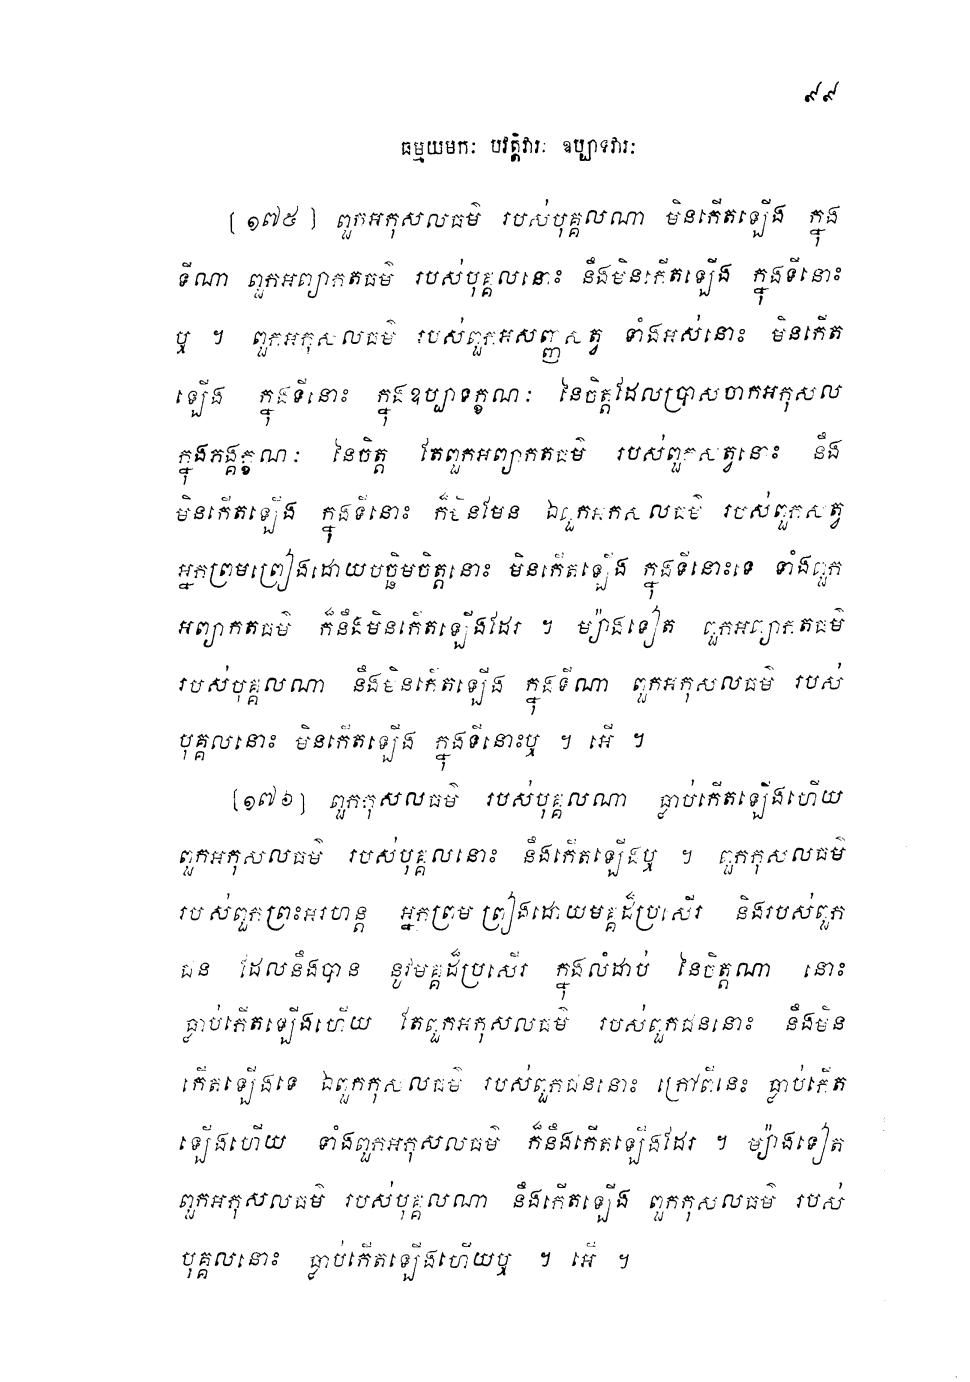 ៩៩
ធម្មយមកៈ បវត្តិវារៈ ឧប្បាទវារៈ
[១៧៥] ពួកអកុសលធម៌ របស់បុគ្គលណា មិនកើតឡើង ក្នុង
ទីណា ពួកអព្យាកតធម៌ របស់បុគ្គលនោះ នឹងមិនកើតឡើង ក្នុងទីនោះ
ឬ ។ ពួកអកុសលធម៌ របស់ពួកអសញ្ញសត្វ ទាំងអស់នោះ មិនកើត
ឡើង ក្នុងទីនោះ ក្នុងឧប្បាទក្ខណៈ នៃចិត្តដែលប្រាសចាកអកុសល
ក្នុងភង្គក្ខណៈ នៃចិត្ត តែពួកអព្យាកតធម៌ របស់ពួកសត្វនោះ នឹង
មិនកើតឡើង ក្នុងទីនោះ ក៏មិនមែន ឯពួកអកុសលធម៌ របស់ពួកសត្វ
អ្នកព្រមព្រៀងដោយបច្ឆិមចិត្តនោះ មិនកើតឡើង ក្នុងទីនោះទេ ទាំងពួក
អព្យាកតធម៌ ក៏នឹងមិនកើតឡើងដែរ ។ ម្យ៉ាងទៀត ពួកអព្យាកតធម៌
របស់បុគ្គលណា នឹងមិនកើតឡើង ក្នុងទីណា ពួកអកុសលធម៌ របស់
បុគ្គលនោះ មិនកើតឡើង ក្នុងទីនោះឬ ។ អើ ។
[១៧៦] ពួកកុសលធម៌ របស់បុគ្គលណា ធ្លាប់កើតឡើងហើយ
ពួកអកុសលធម៌ របស់បុគ្គលនោះ នឹងកើតឡើងឬ ។ ពួកកុសលធម៌
របស់ពួកព្រះអរហន្ត អ្នកព្រមព្រៀងដោយមគ្គដ៏ប្រសើរ និងរបស់ពួក
ជន ដែលនឹងបាន នូវមគ្គដ៏ប្រសើរ ក្នុងលំដាប់ នៃចិត្តណា នោះ
ធ្លាប់កើតឡើងហើយ តែពួកអកុសលធម៌ របស់ពួកជននោះ នឹងមិន
កើតឡើងទេ ឯពួកកុសលធម៌ របស់ពួកជននោះ ក្រៅពីនេះ ធ្លាប់កើត
ឡើងហើយ ទាំងពួកអកុសលធម៌ ក៏នឹងកើតឡើងដែរ ។ ម្យ៉ាងទៀត
ពួកអកុសលធម៌ របស់បុគ្គលណា នឹងកើតឡើង ពួកកុសលធម៌ របស់
បុគ្គលនោះ ធ្លាប់កើតឡើងហើយឬ ។ អើ ។